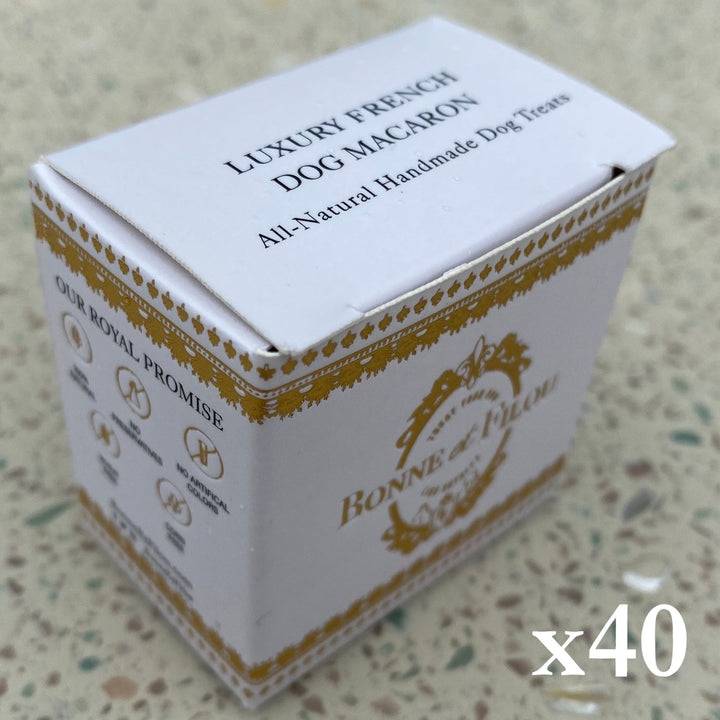 LUXURY FRENCH
DOG MACARON
All-Natural Handmade Dog Treats
OUR ROYAL PROMISE
NO
PRESERVATIVES
NO ARTIFICAL
COLORS
BONNE et FILOU
x40